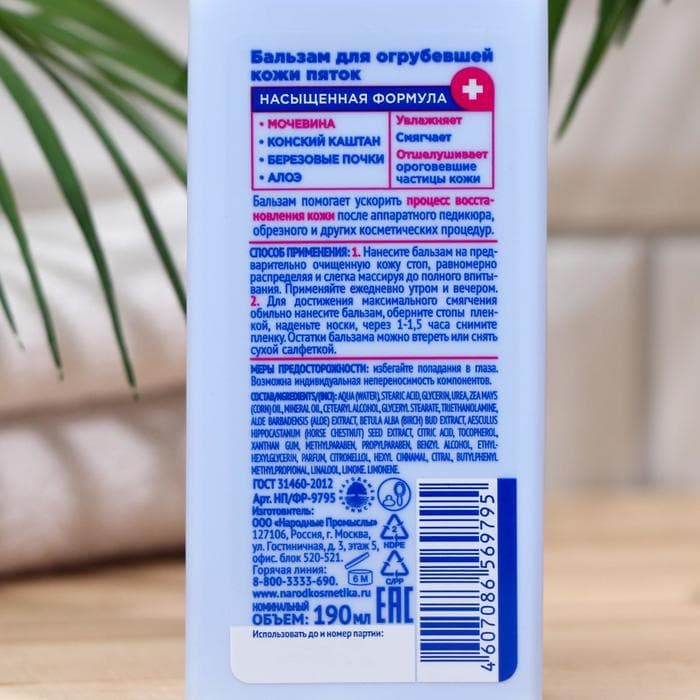 Бальзам для огрубевшей
кожи пяток
НАСЫЩЕННАЯ ФОРМУЛА
• МОЧЕВИНА
• КОНСКИЙ КАШТАН
• БЕРЕЗОВЫЕ ПОЧКИ
• АЛОЭ
Увлажняет
Смягчает
Отшелушивает
ороговевшие
частицы кожи
Бальзам помогает ускорить процесс восста-
новления кожи после аппаратного педикюра,
обрезного и других косметических процедур.
СПОСОБ ПРИМЕНЕНИЯ: 1. Нанесите бальзам на пред-
варительно очищенную кожу стоп, равномерно
распределяя и слегка массируя до полного впиты-
вания. Применяйте ежедневно утром и вечером.
2. Для достижения максимального смягчения
обильно нанесите бальзам, оберните стопы плен-
кой, наденьте носки, через 1-1,5 часа снимите
пленку. Остатки бальзама можно втереть или снять
сухой салфеткой.
МЕРЫ ПРЕДОСТОРОЖНОСТИ: избегайте попадания в глаза.
Возможна индивидуальная непереносимость компонентов.
СОСТАВ/INGREDIENTS/(INCI): AQUA (WATER), STEARIC ACID, GLYCERIN, UREA, ZEA MAYS
(CORN) OIL, MINERAL OIL, CETEARYL ALCOHOL, GLYCERYL STEARATE, TRIETHANOLAMINE,
ALOE BARBADENSIS (ALOE) EXTRACT, BETULA ALBA (BIRCH) BUD EXTRACT, AESCULUS
HIPPOCASTANUM (HORSE CHESTNUT) SEED EXTRACT, CITRIC ACID, TOCOPHEROL,
XANTHAN GUM, METHYLPARABEN, PROPYLPARABEN, BENZYL ALCOHOL, ETHYL-
HEXYLGLYCERIN, PARFUM, CITRONELLOL, HEXYL CINNAMAL, CITRAL, BUTYLPHENYL
METHYLPROPIONAL, LINALOOL, LIMONE. LIMONENE.
ГОСТ 31460-2012
Арт. НП/ФР-9795
Изготовитель:
ООО «Народные Промыслы»
127106, Россия, г. Москва,
ул. Гостиничная, д. 3, этаж 5,
офис. блок 520-521.
Горячая линия:
8-800-3333-690.
www.narodkosmetika.ru
НОМИНАЛЬНЫЙ
ОБЪЕМ: 190 мл
2
HDPE
C/PP
6 М
EAC
Использовать до и номер партии:
4 607086 569795